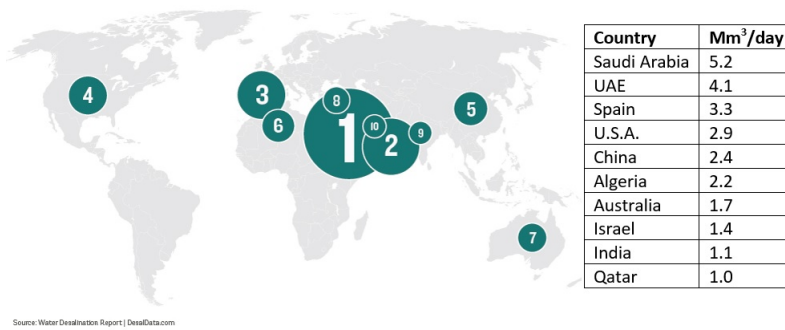 4
3
8
1
6
10
2
9
5
7
Country Mm³/day
Saudi Arabia 5.2
UAE 4.1
Spain 3.3
U.S.A. 2.9
China 2.4
Algeria 2.2
Australia 1.7
Israel 1.4
India 1.1
Qatar 1.0
Source: Water Desalination Report | DesalData.com